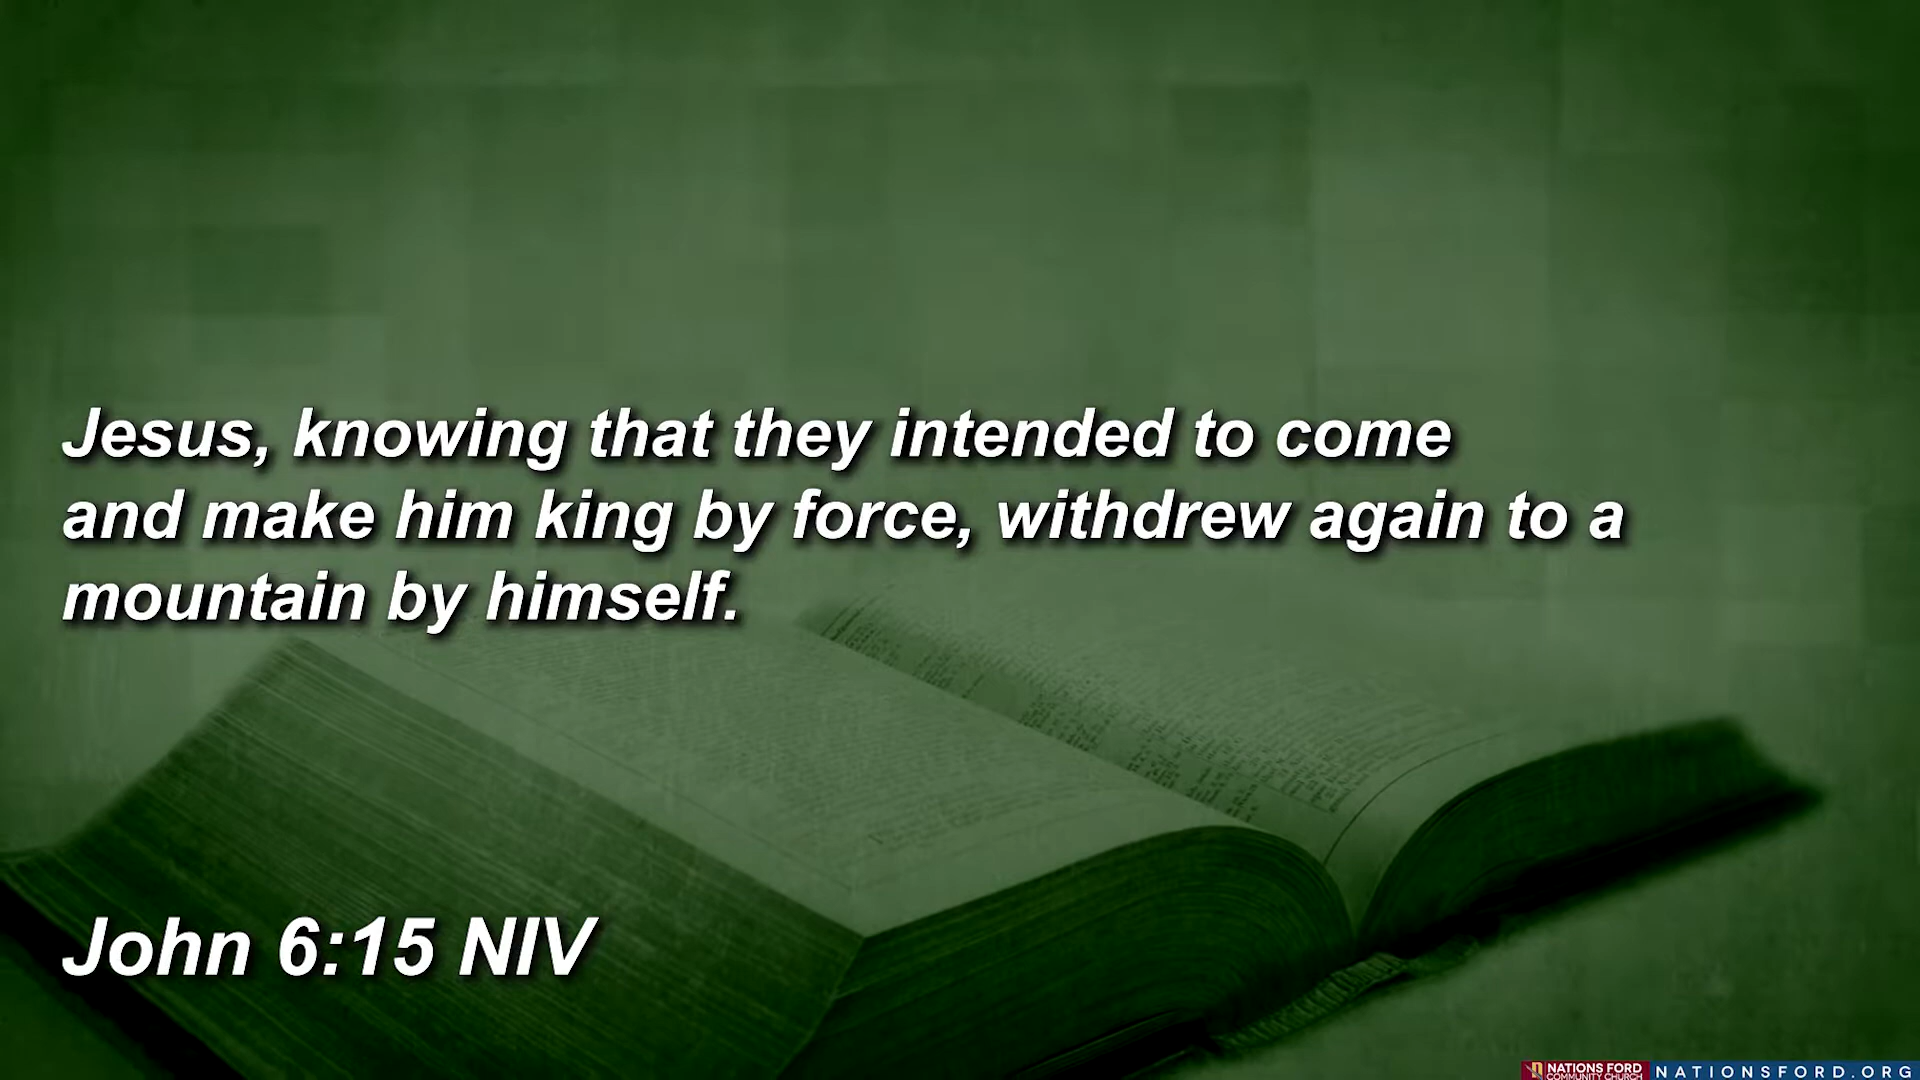 Jesus, knowing that they intended to come
and make him king by force, withdrew again to a
mountain by himself.
John 6:15 NIV
NATIONS FORD
COMMUNITY CHURCH
NATIONSFORD.ORG